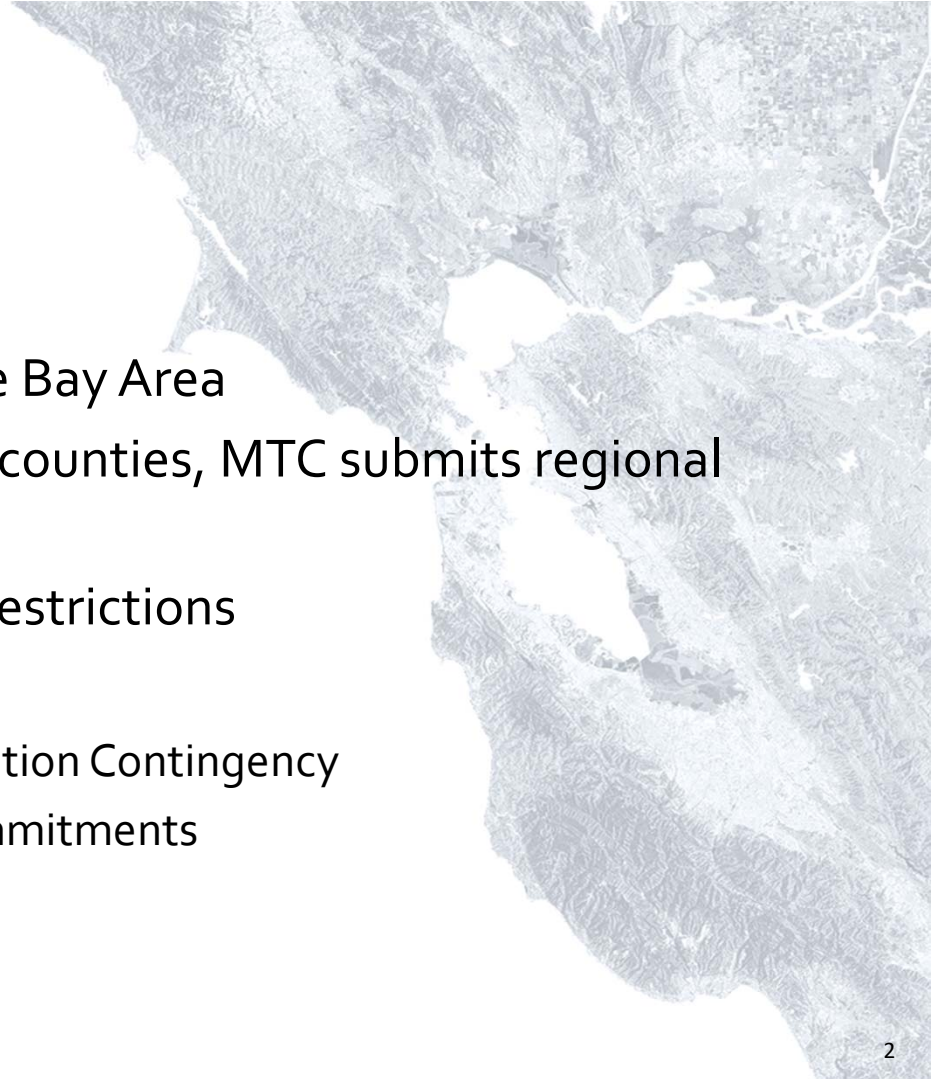 e Bay Area
counties, MTC submits regional
estrictions
tion Contingency
mitments
2